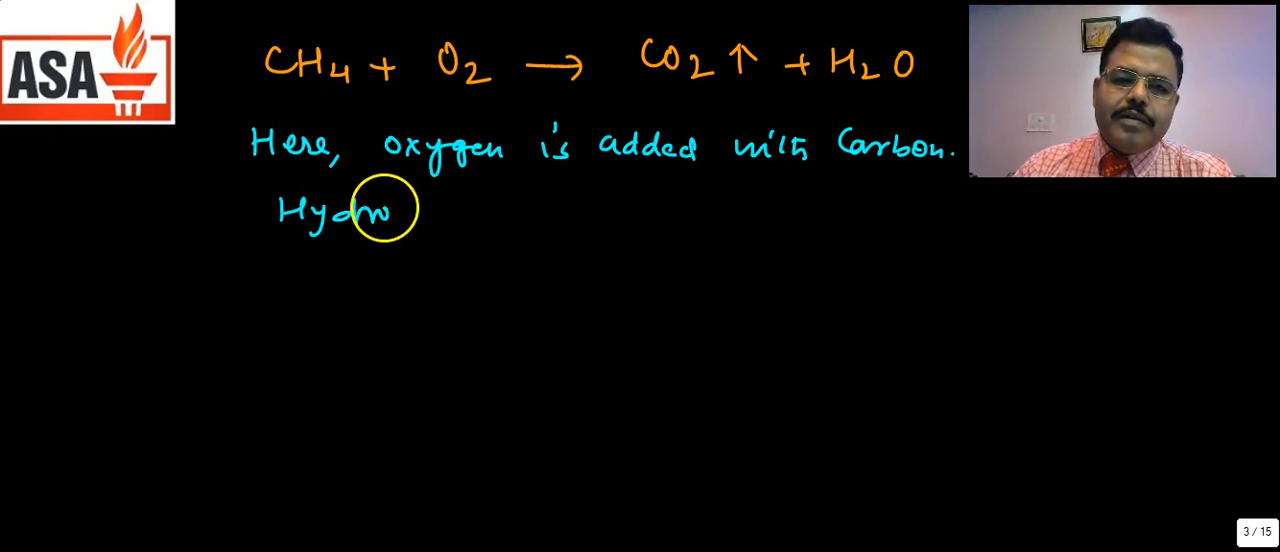 ASA
CH4 + O2 → CO2 ↑ + H2O
Here, oxygen is added with Carbon.
Hydro
3 / 15